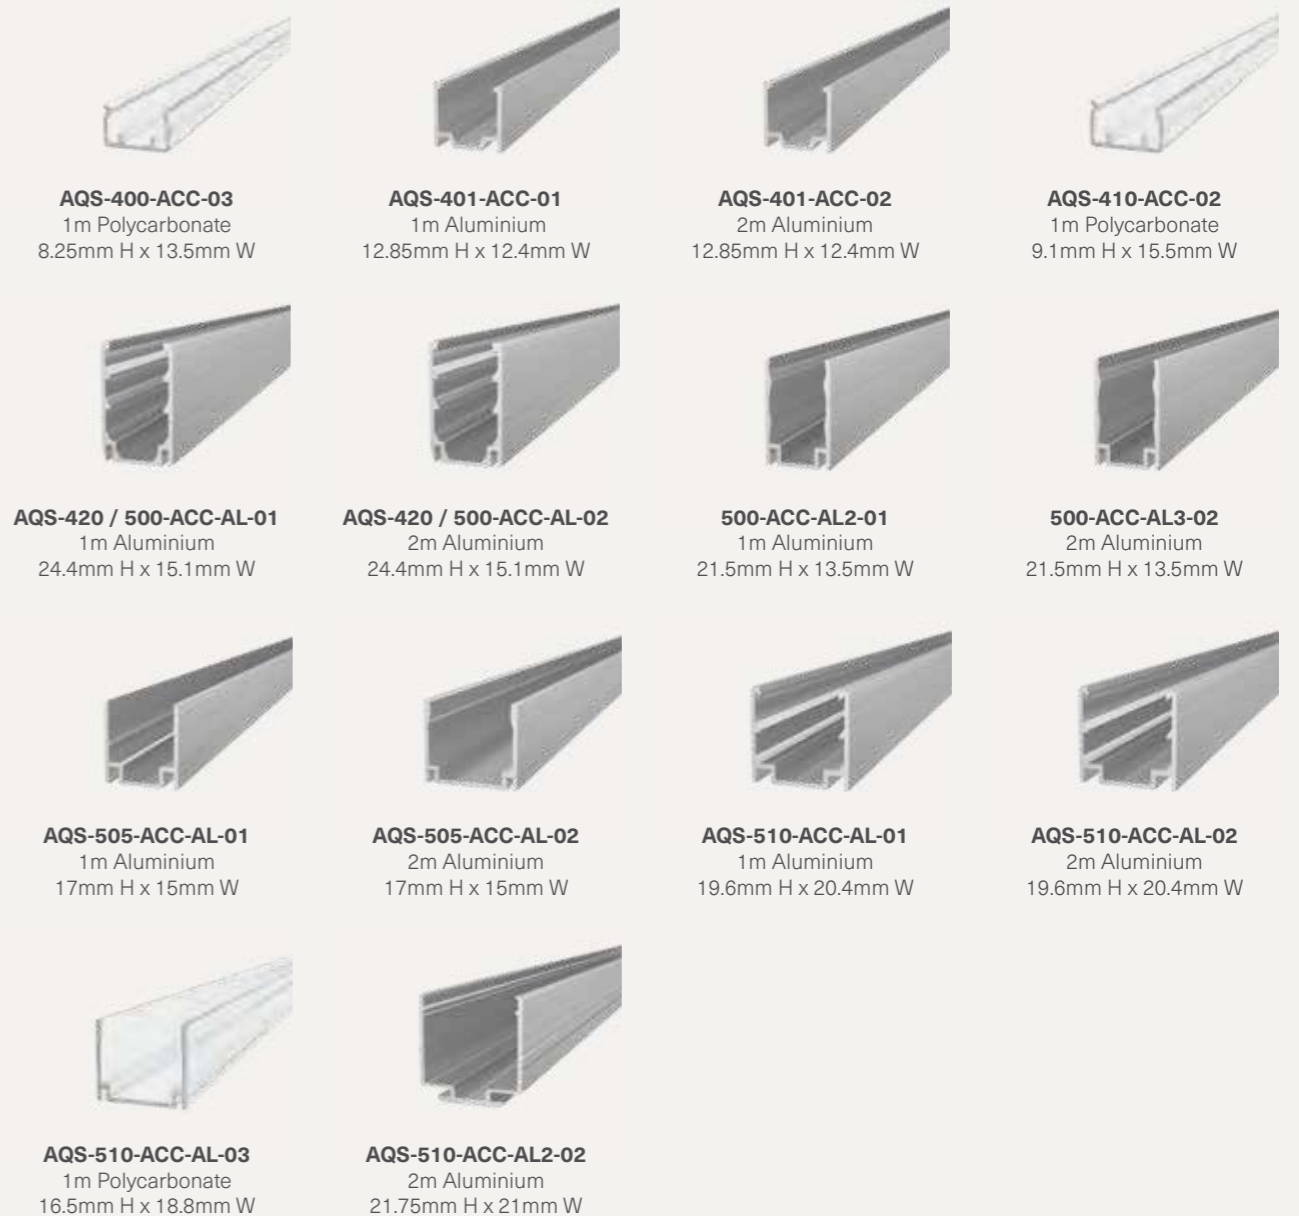 AQS-400-ACC-03
1m Polycarbonate
8.25mm H x 13.5mm W
AQS-401-ACC-01
1m Aluminium
12.85mm H x 12.4mm W
AQS-401-ACC-02
2m Aluminium
12.85mm H x 12.4mm W
AQS-410-ACC-02
1m Polycarbonate
9.1mm H x 15.5mm W
AQS-420 / 500-ACC-AL-01
1m Aluminium
24.4mm H x 15.1mm W
AQS-420 / 500-ACC-AL-02
2m Aluminium
24.4mm H x 15.1mm W
500-ACC-AL2-01
1m Aluminium
21.5mm H x 13.5mm W
500-ACC-AL3-02
2m Aluminium
21.5mm H x 13.5mm W
AQS-505-ACC-AL-01
1m Aluminium
17mm H x 15mm W
AQS-505-ACC-AL-02
2m Aluminium
17mm H x 15mm W
AQS-510-ACC-AL-01
1m Aluminium
19.6mm H x 20.4mm W
AQS-510-ACC-AL-02
2m Aluminium
19.6mm H x 20.4mm W
AQS-510-ACC-AL-03
1m Polycarbonate
16.5mm H x 18.8mm W
AQS-510-ACC-AL2-02
2m Aluminium
21.75mm H x 21mm W